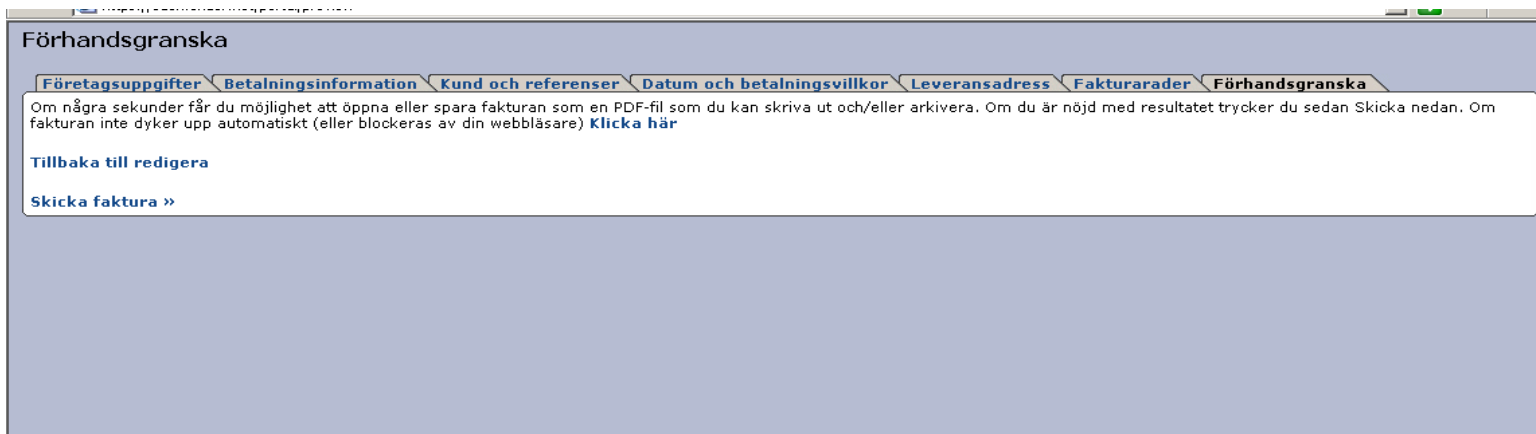 Förhandsgranska
Företagsuppgifter Betalningsinformation Kund och referenser Datum och betalningsvillkor Leveransadress Fakturarader Förhandsgranska
Om några sekunder får du möjlighet att öppna eller spara fakturan som en PDF-fil som du kan skriva ut och/eller arkivera. Om du är nöjd med resultatet trycker du sedan Skicka nedan. Om
fakturan inte dyker upp automatiskt (eller blockeras av din webbläsare) Klicka här
Tillbaka till redigera
Skicka faktura »